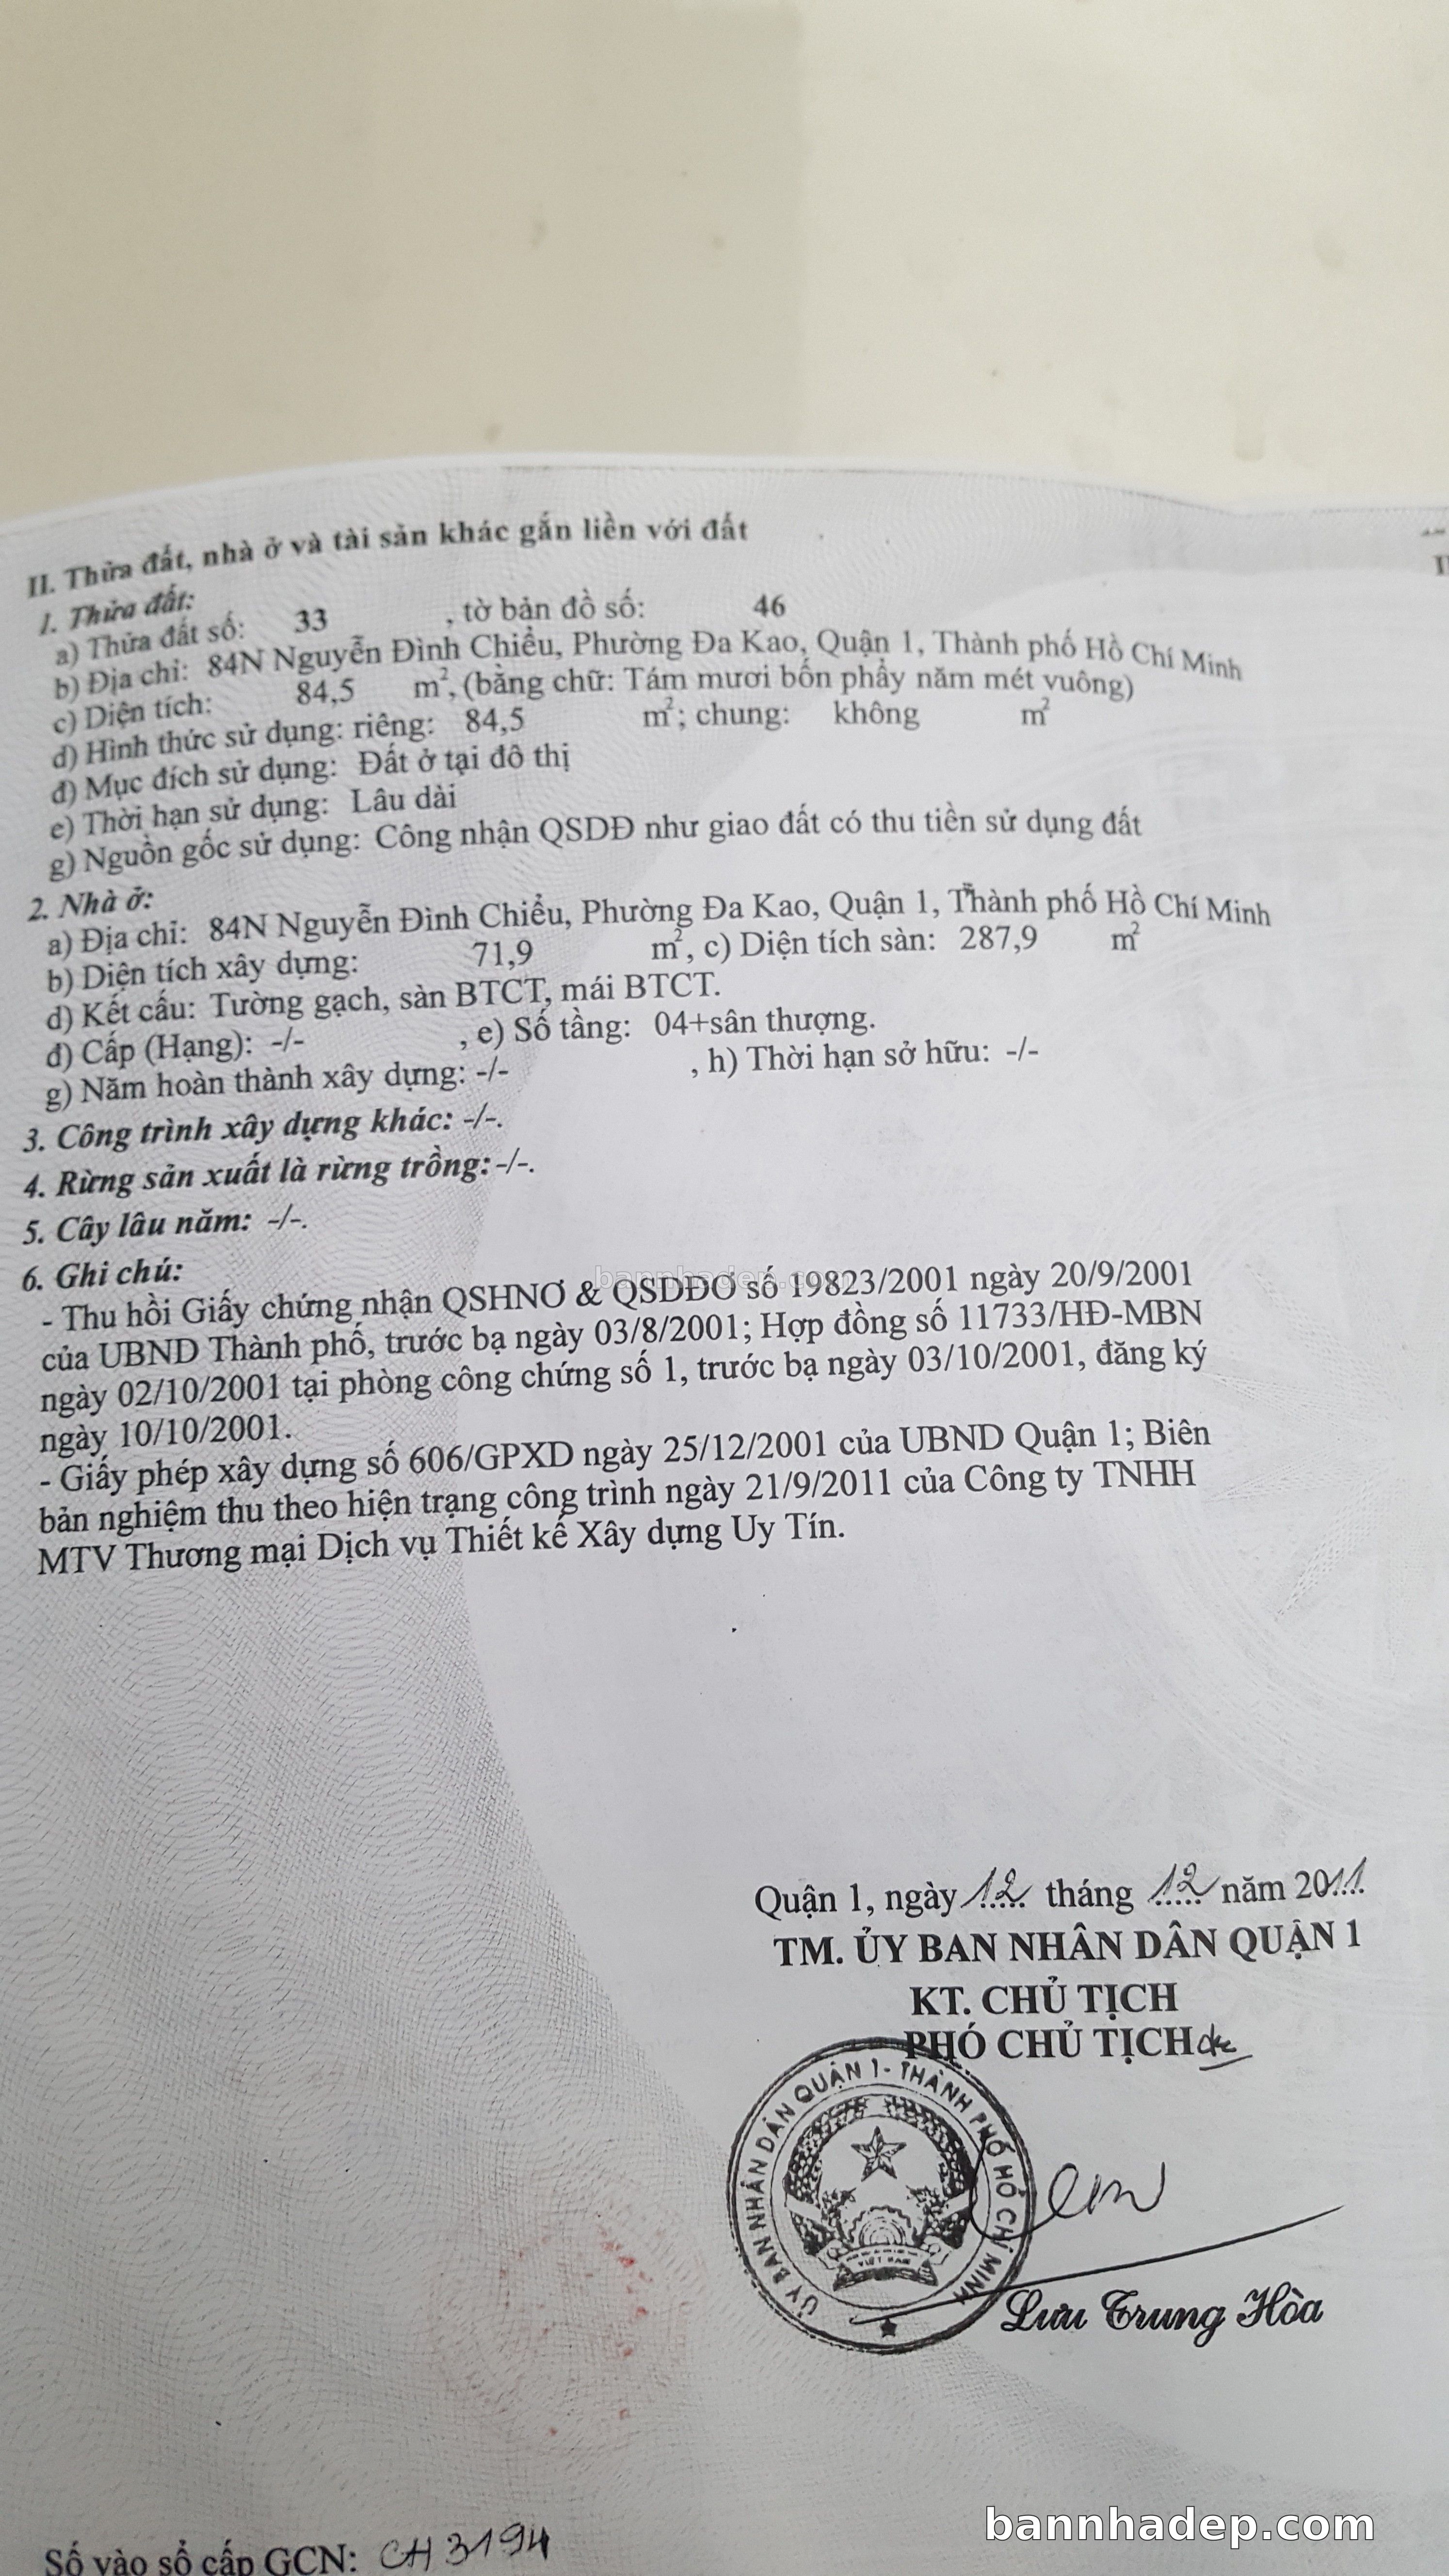 II. Thửa đất, nhà ở và tài sản khác gắn liền với đất
1. Thửa đất:
a) Thửa đất số: 33 , tờ bản đồ số: 46
b) Địa chỉ: 84N Nguyễn Đình Chiểu, Phường Đa Kao, Quận 1, Thành phố Hồ Chí Minh
c) Diện tích: 84,5 m², (bằng chữ: Tám mươi bốn phẩy năm mét vuông)
d) Hình thức sử dụng: riêng: 84,5 m²; chung: không m²
đ) Mục đích sử dụng: Đất ở tại đô thị
e) Thời hạn sử dụng: Lâu dài
g) Nguồn gốc sử dụng: Công nhận QSDĐ như giao đất có thu tiền sử dụng đất
2. Nhà ở:
a) Địa chỉ: 84N Nguyễn Đình Chiểu, Phường Đa Kao, Quận 1, Thành phố Hồ Chí Minh
b) Diện tích xây dựng: 71,9 m², c) Diện tích sàn: 287,9 m²
d) Kết cấu: Tường gạch, sàn BTCT, mái BTCT.
đ) Cấp (Hạng): -/- , e) Số tầng: 04+sân thượng.
g) Năm hoàn thành xây dựng: -/- , h) Thời hạn sở hữu: -/-
3. Công trình xây dựng khác: -/-.
4. Rừng sản xuất là rừng trồng: -/-.
5. Cây lâu năm: -/-.
6. Ghi chú:
- Thu hồi Giấy chứng nhận QSHNƠ & QSDĐƠ số 19823/2001 ngày 20/9/2001
của UBND Thành phố, trước bạ ngày 03/8/2001; Hợp đồng số 11733/HĐ-MBN
ngày 02/10/2001 tại phòng công chứng số 1, trước bạ ngày 03/10/2001, đăng ký
ngày 10/10/2001.
- Giấy phép xây dựng số 606/GPXD ngày 25/12/2001 của UBND Quận 1; Biên
bản nghiệm thu theo hiện trạng công trình ngày 21/9/2011 của Công ty TNHH
MTV Thương mại Dịch vụ Thiết kế Xây dựng Uy Tín.
bannhadep.com
Quận 1, ngày 12 tháng 12 năm 2011
TM. ỦY BAN NHÂN DÂN QUẬN 1
KT. CHỦ TỊCH
PHÓ CHỦ TỊCH
ỦY BAN NHÂN DÂN QUẬN 1 - THÀNH PHỐ HỒ CHÍ MINH
VIỆT NAM
Lưu Trung Hòa
Số vào sổ cấp GCN: CH 3194
bannhadep.com